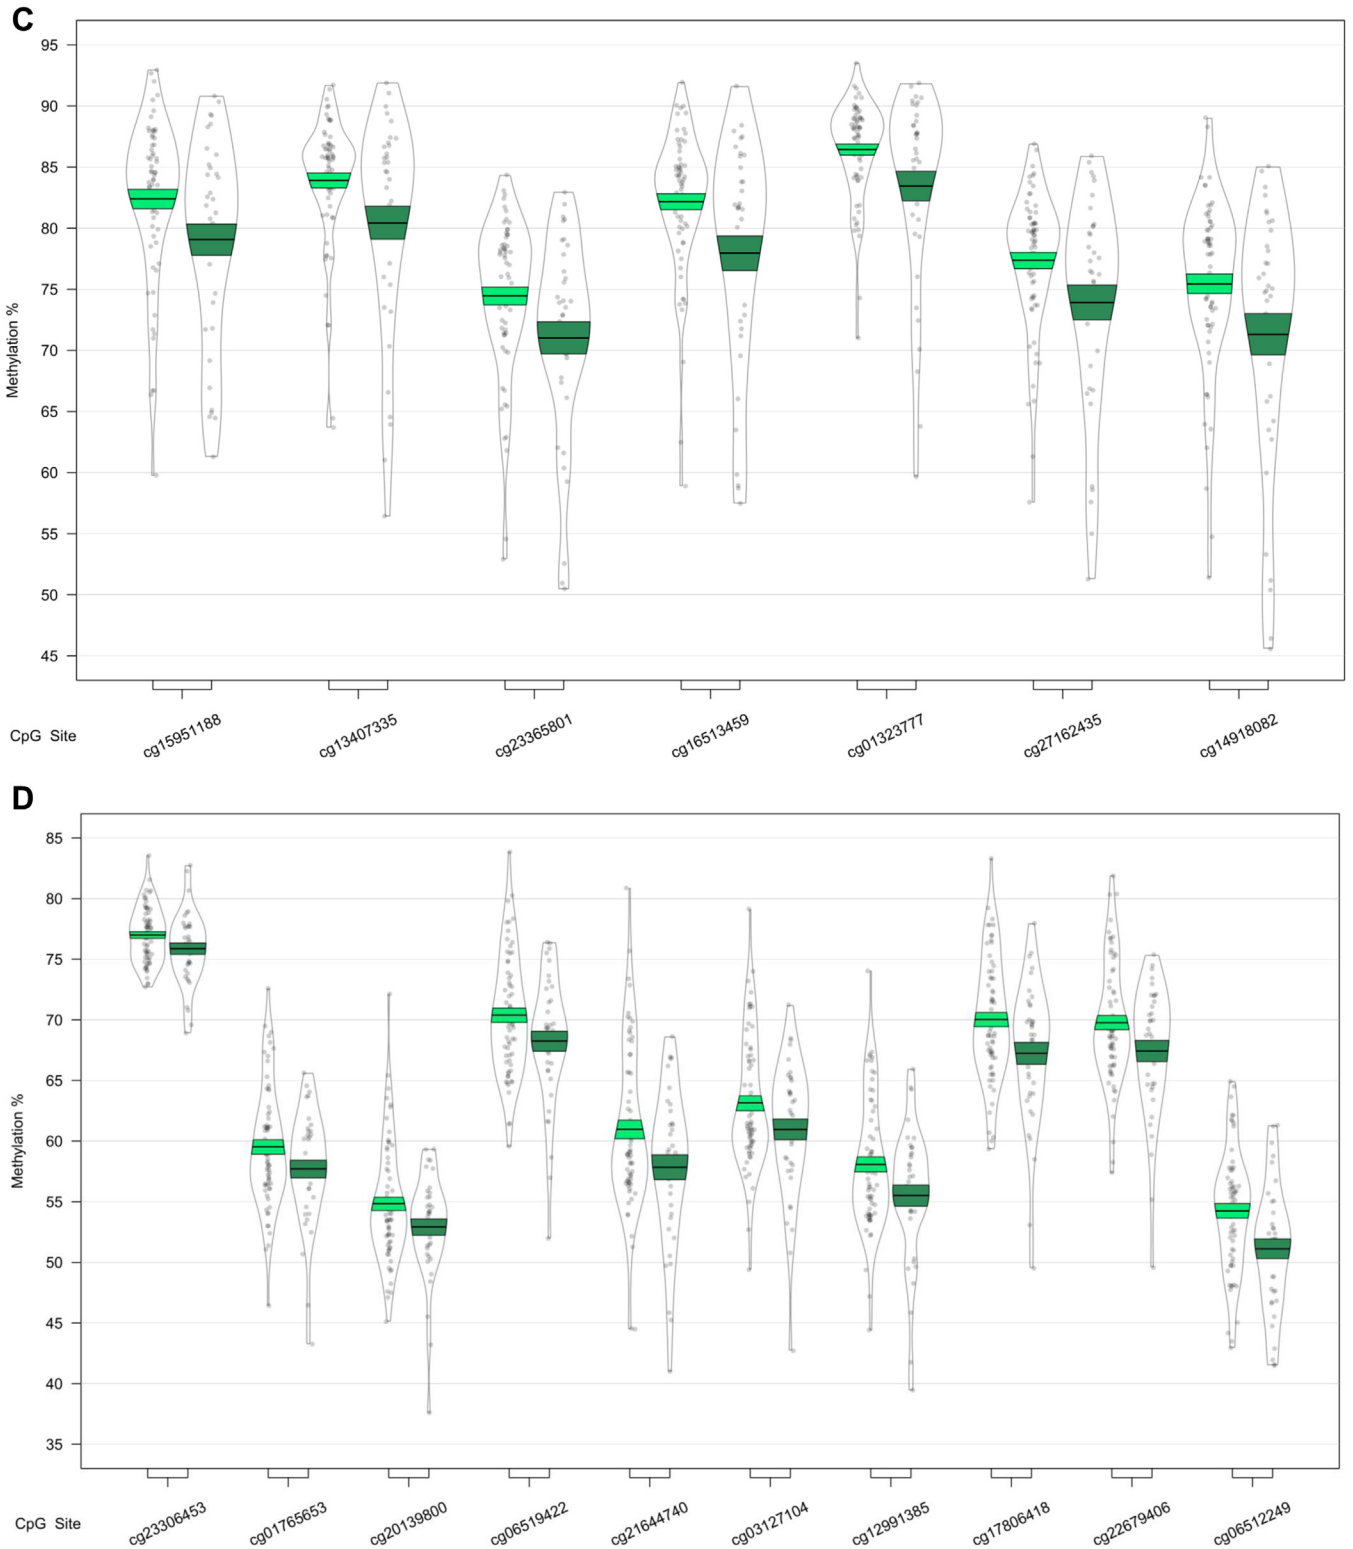 C
95
90
85
80
75
70
65
60
55
50
45
Methylation %
CpG Site
cg15951188
cg13407335
cg23365801
cg16513459
cg01323777
cg27162435
cg14918082
D
85
80
75
70
65
60
55
50
45
40
35
Methylation %
CpG Site
cg23306453
cg01765653
cg20139800
cg06519422
cg21644740
cg03127104
cg12991385
cg17806418
cg22679406
cg06512249